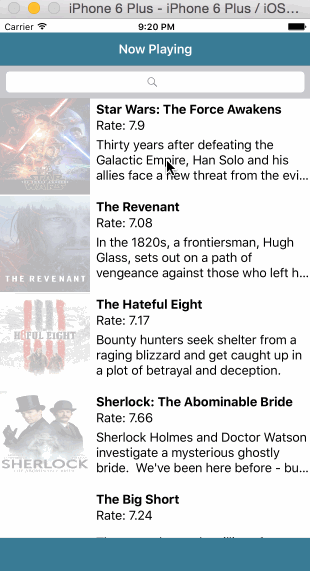 iPhone 6 Plus - iPhone 6 Plus / iOS...
Carrier 9:20 PM
Now Playing
Star Wars: The Force Awakens
Rate: 7.9
Thirty years after defeating the
Galactic Empire, Han Solo and his
allies face a new threat from the evi...
The Revenant
Rate: 7.08
In the 1820s, a frontiersman, Hugh
Glass, sets out on a path of
vengeance against those who left h...
THE REVENANT
The Hateful Eight
Rate: 7.17
Bounty hunters seek shelter from a
raging blizzard and get caught up in
a plot of betrayal and deception.
Sherlock: The Abominable Bride
Rate: 7.66
Sherlock Holmes and Doctor Watson
investigate a mysterious ghostly
bride. We've been here before - bu...
SHERLOCK
The Big Short
Rate: 7.24